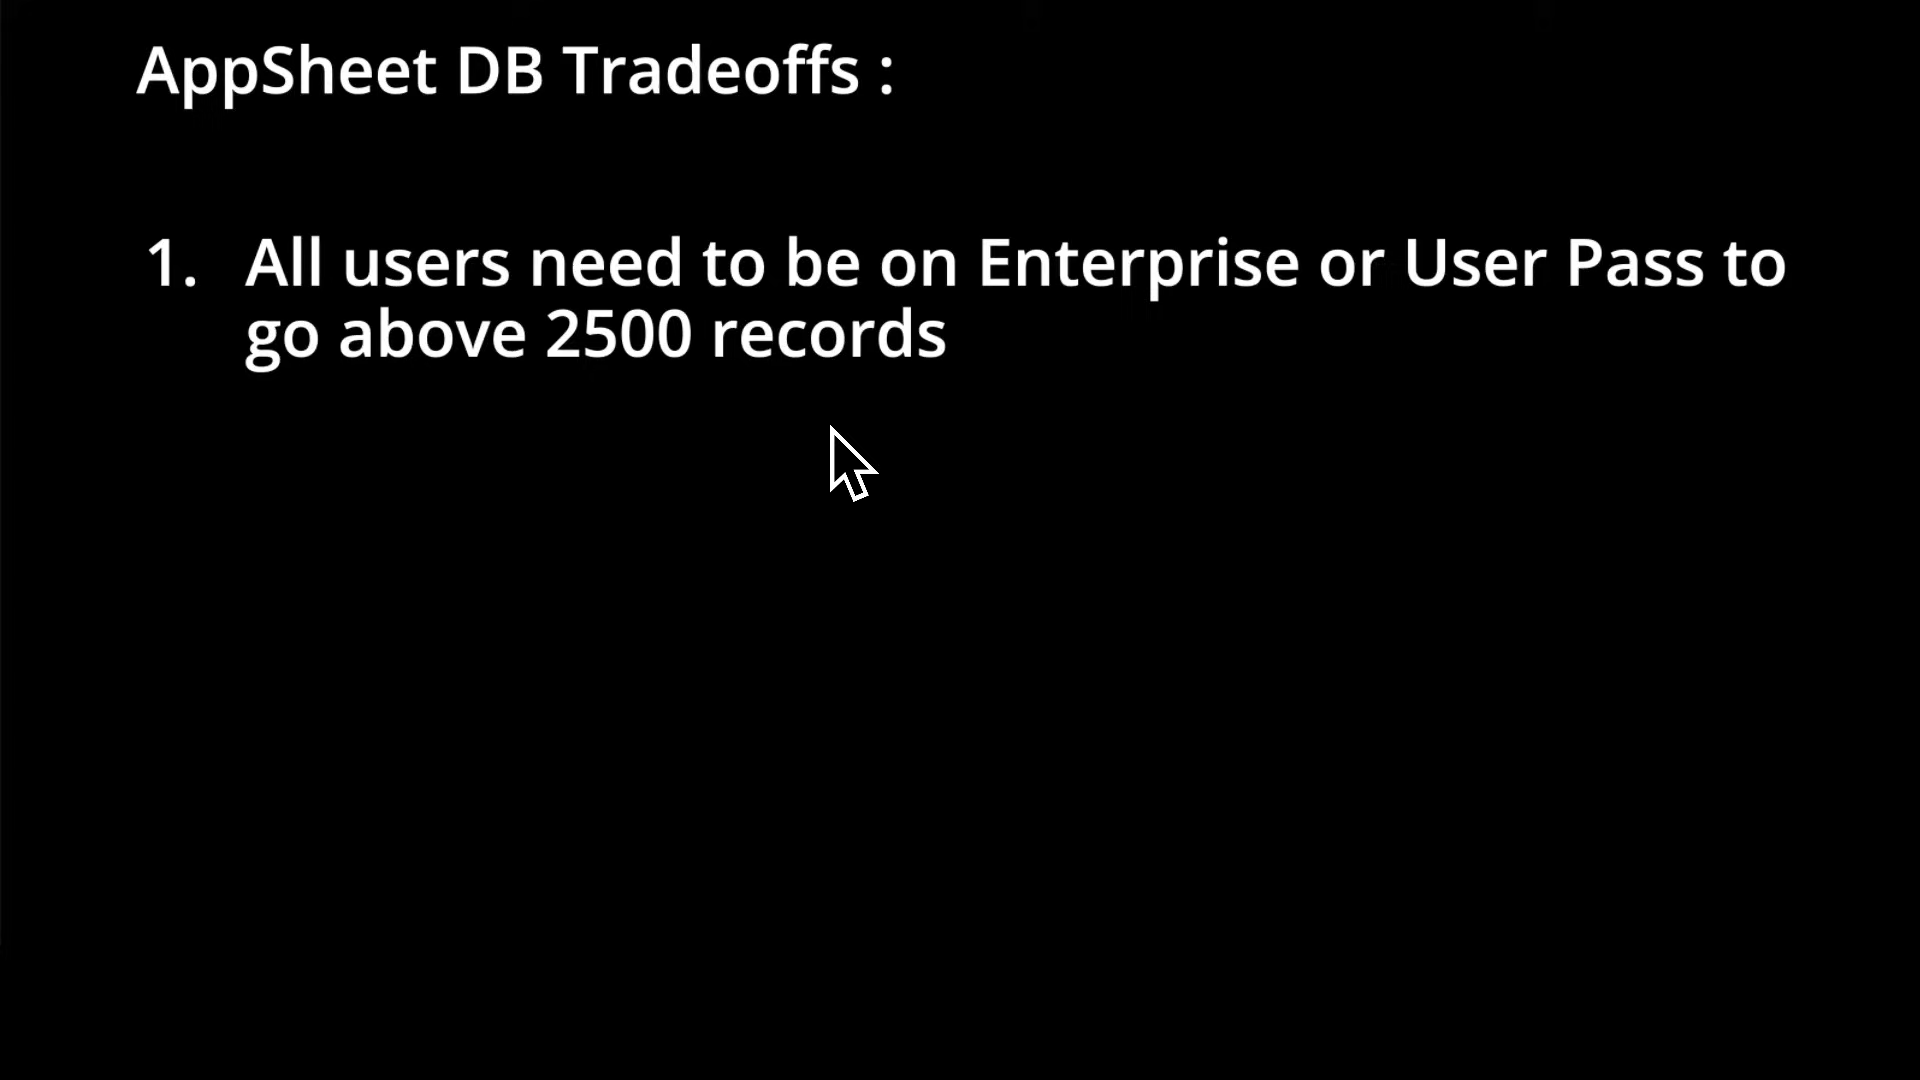 AppSheet DB Tradeoffs :
1. All users need to be on Enterprise or User Pass to
go above 2500 records